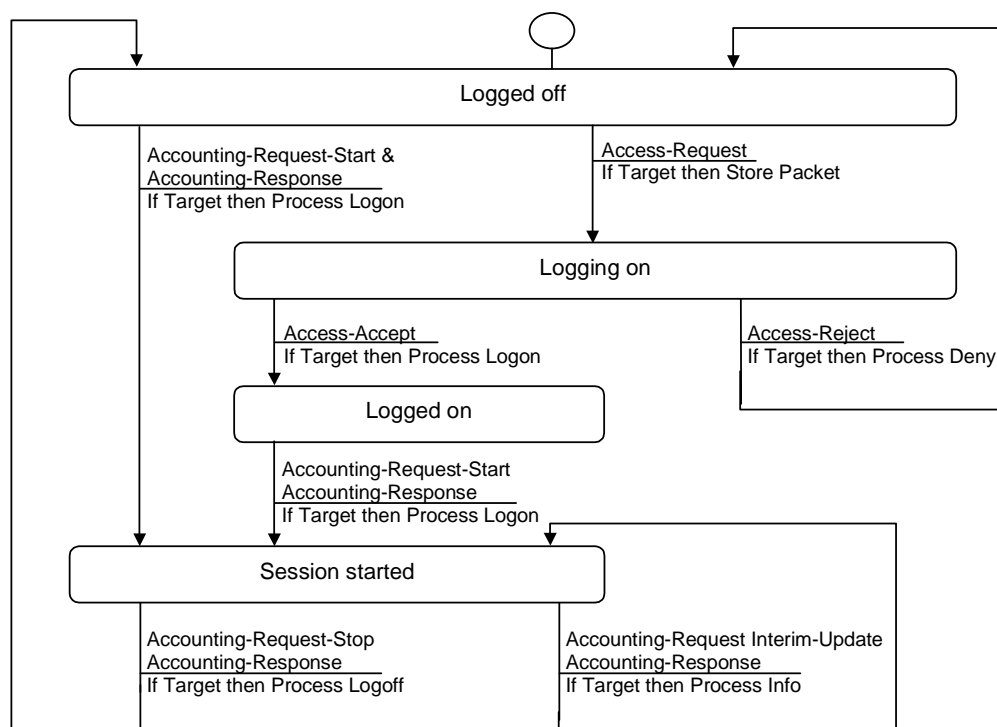 Logged off
Accounting-Request-Start &
Accounting-Response
If Target then Process Logon
Access-Request
If Target then Store Packet
Logging on
Access-Accept
If Target then Process Logon
Access-Reject
If Target then Process Deny
Logged on
Accounting-Request-Start
Accounting-Response
If Target then Process Logon
Session started
Accounting-Request-Stop
Accounting-Response
If Target then Process Logoff
Accounting-Request Interim-Update
Accounting-Response
If Target then Process Info